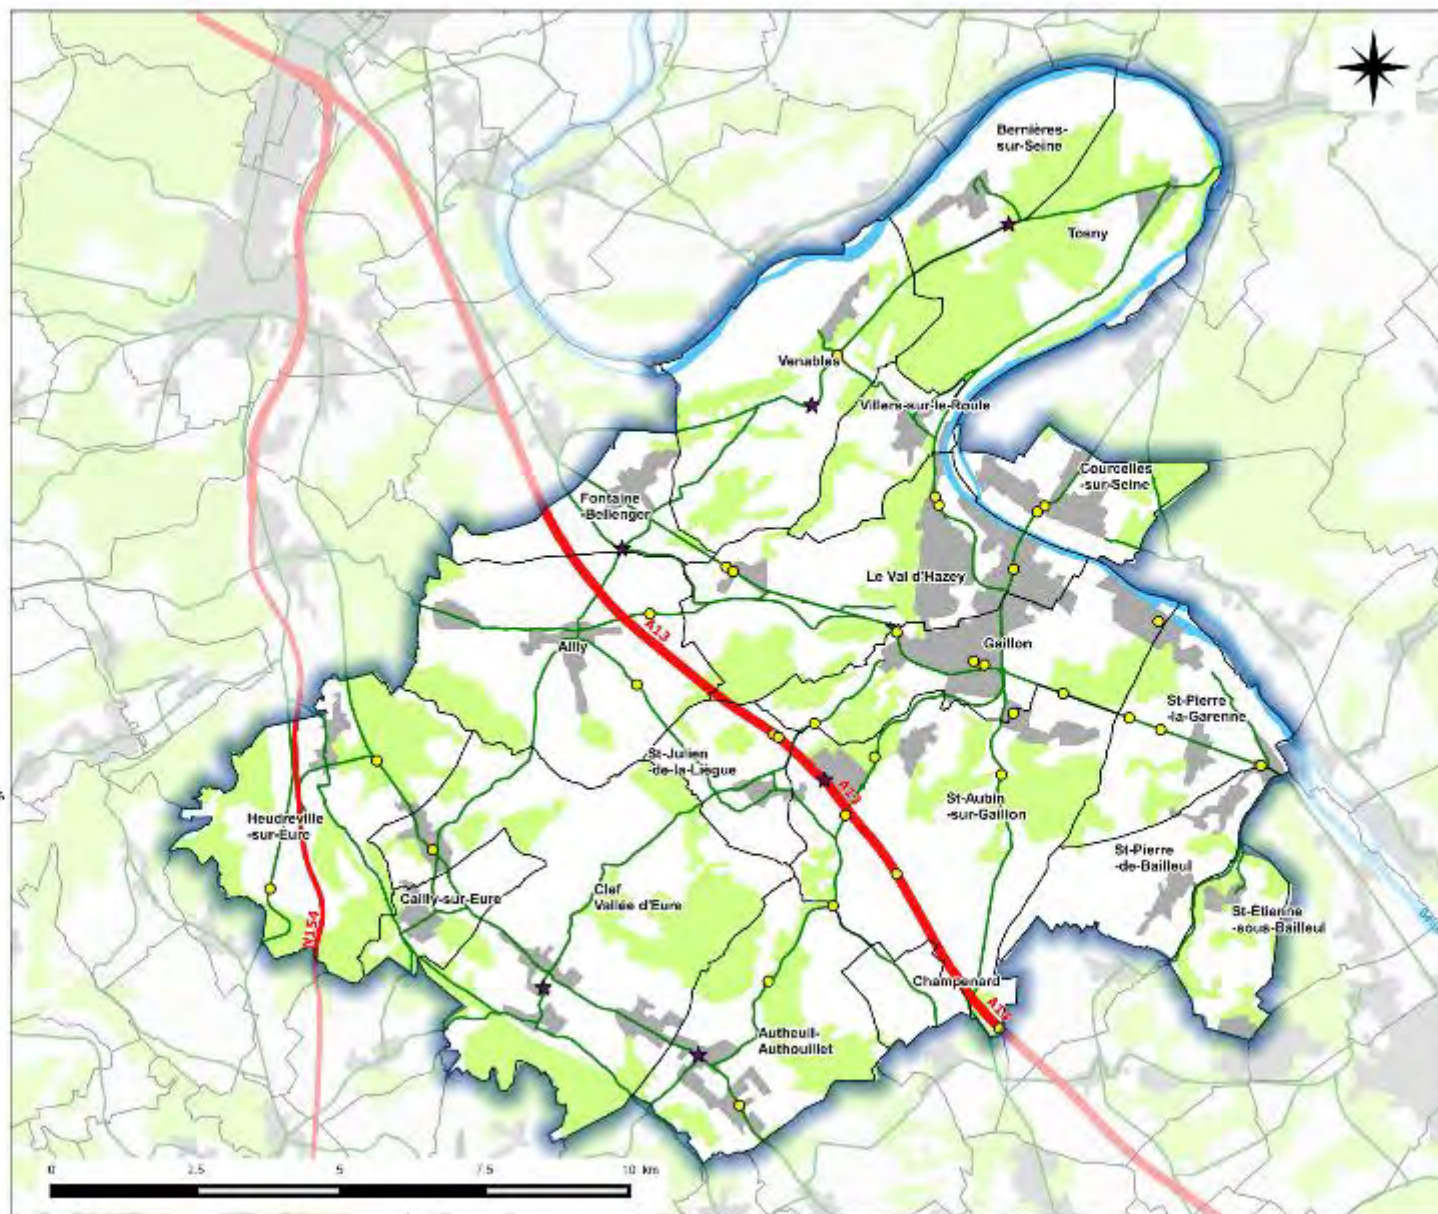 Bernières-
sur-Seine
Tosny
Venables
Villers-sur-le-Roule
Courcelles
-sur-Seine
Fontaine
-Bellenger
Le Val d'Hazey
A13
Ailly
Gaillon
St-Pierre
-la-Garenne
St-Julien
-de-la-Liègue
A13
St-Aubin
-sur-Gaillon
Heudreville
-sur-Eure
St-Pierre
-de-Bailleul
Clef
Vallée d'Eure
Cailly-sur-Eure
N154
St-Étienne
-sous-Bailleul
Champenard
A13
Autheuil-
Authouillet
0 2.5 5 7.5 10 km